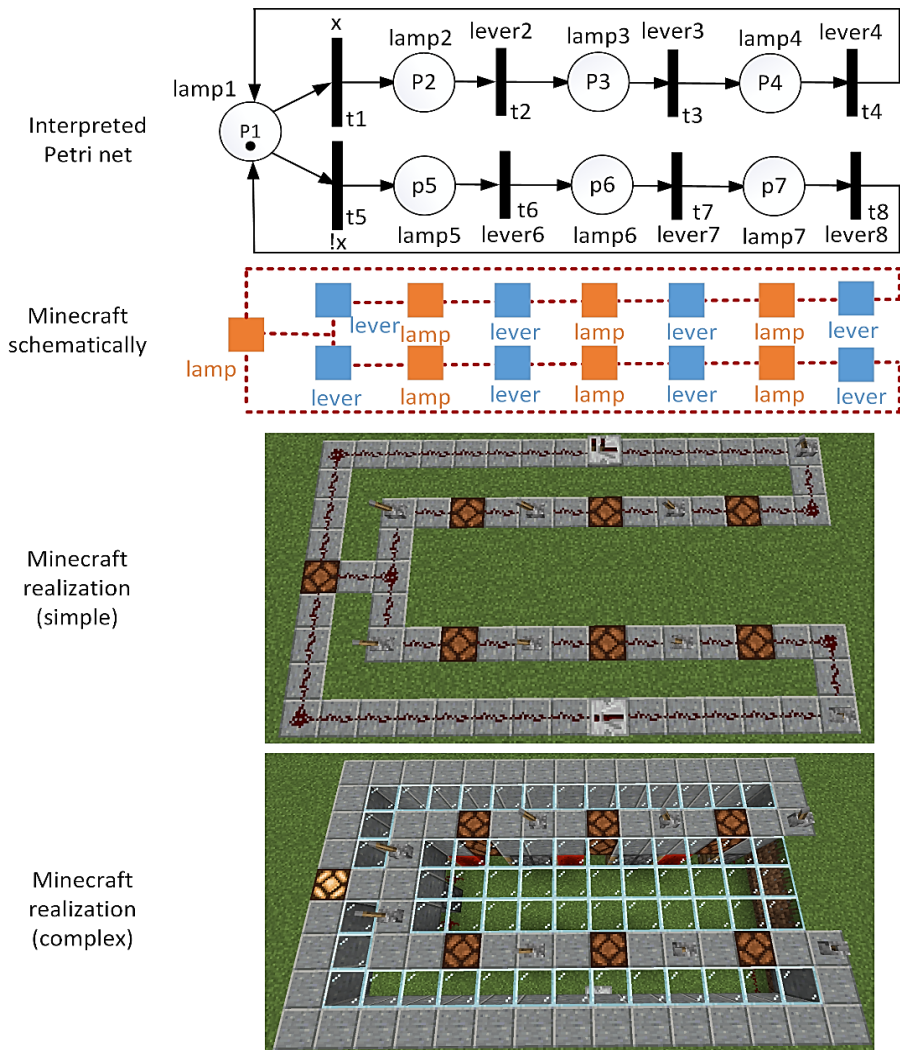 x
lamp2
lever2
lamp3
lever3
lamp4
lever4
lamp1
P1
P2
P3
P4
t1
t2
t3
t4
Interpreted
Petri net
p5
p6
p7
t5
t6
t7
t8
!x
lamp5
lever6
lamp6
lever7
lamp7
lever8
Minecraft
schematically
lamp
lever
lamp
lever
lamp
lever
lamp
lever
lever
lamp
lever
lamp
lever
lamp
lever
Minecraft
realization
(simple)
Minecraft
realization
(complex)